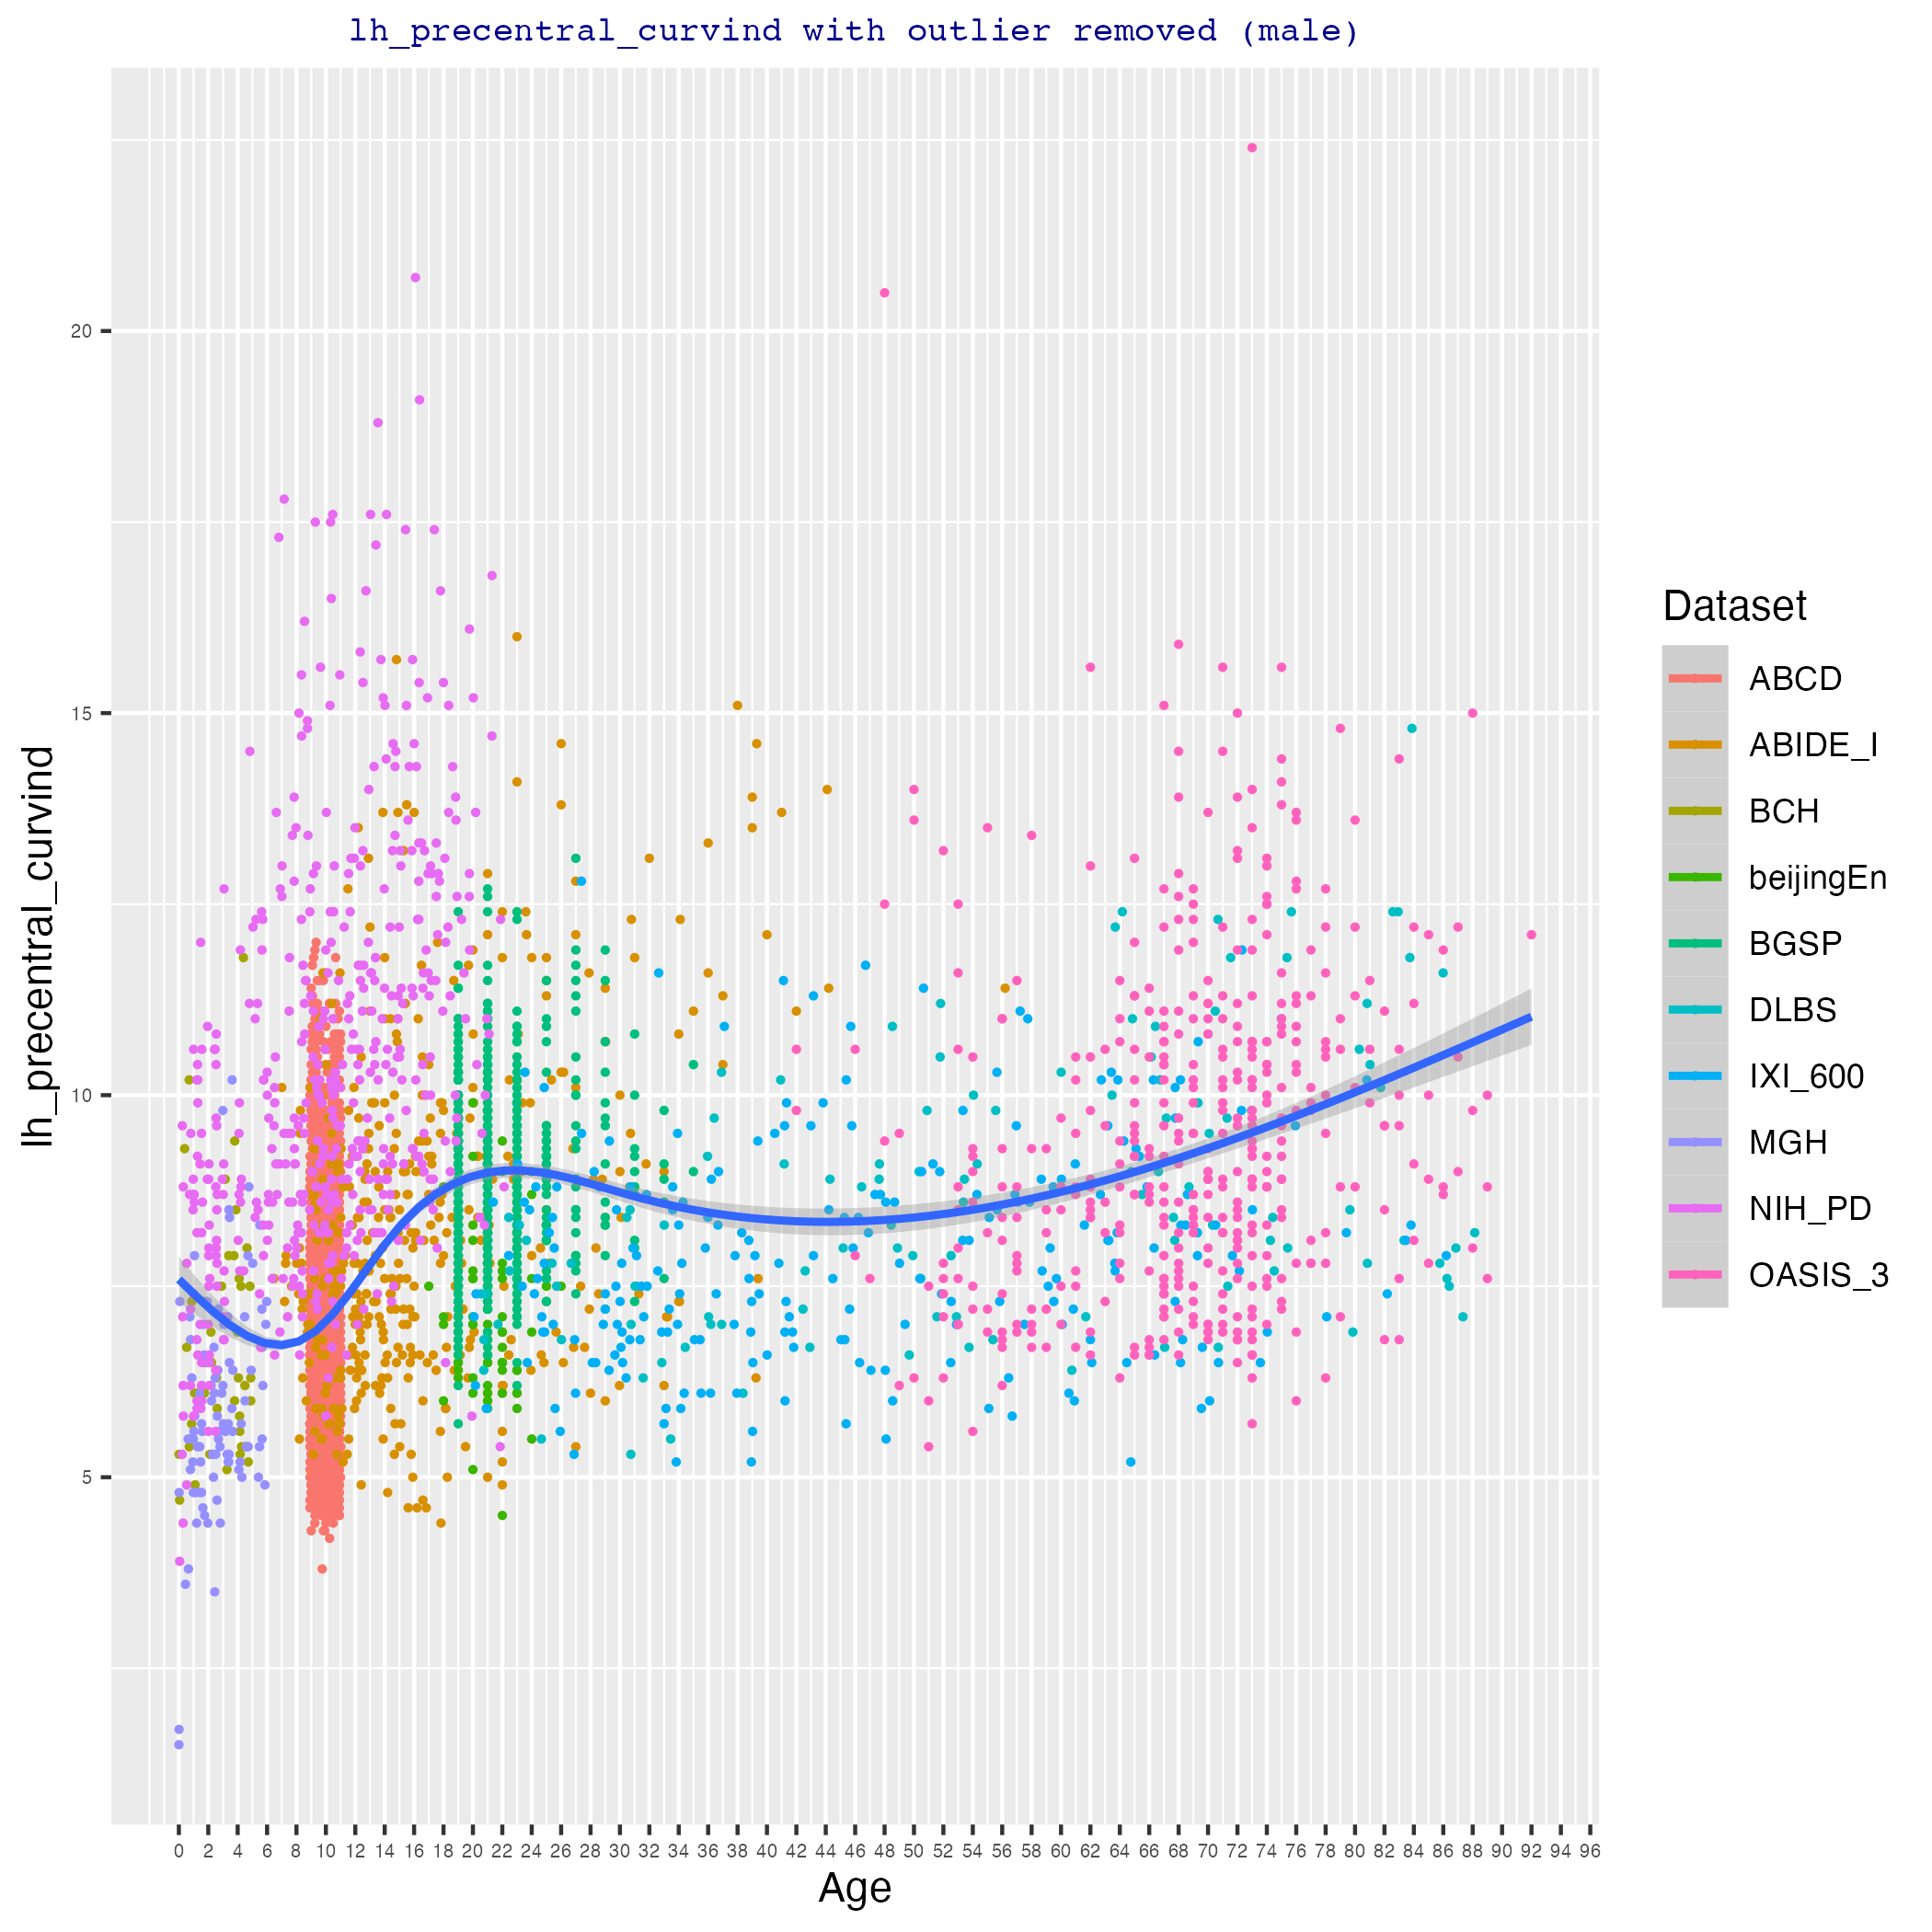 lh_precentral_curvind with outlier removed (male)
lh_precentral_curvind
20
15
10
5
0 2 4 6 8 10 12 14 16 18 20 22 24 26 28 30 32 34 36 38 40 42 44 46 48 50 52 54 56 58 60 62 64 66 68 70 72 74 76 78 80 82 84 86 88 90 92 94 96
Age
Dataset
ABCD
ABIDE_I
BCH
beijingEn
BGSP
DLBS
IXI_600
MGH
NIH_PD
OASIS_3